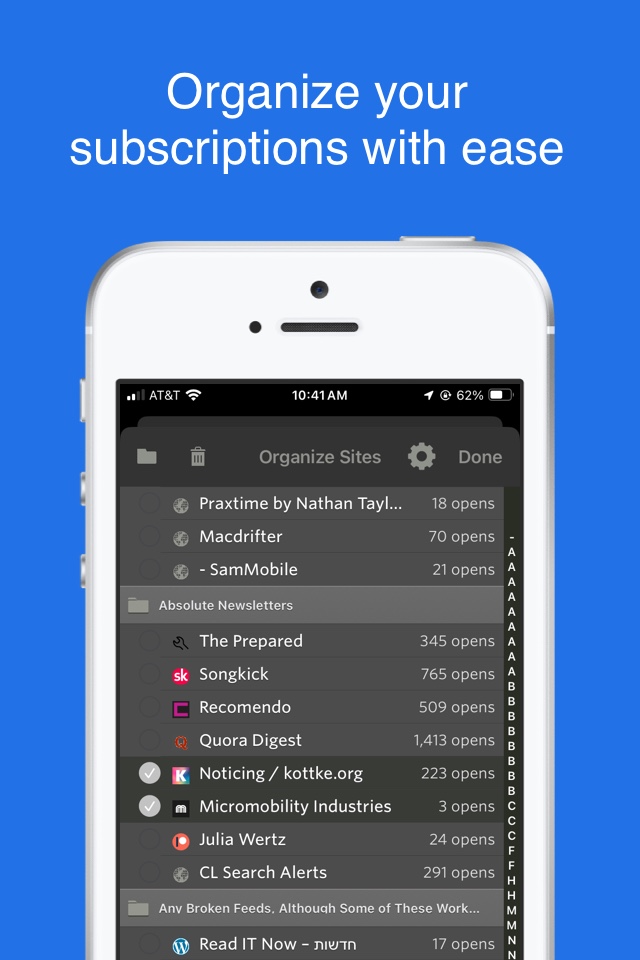 Organize your
subscriptions with ease
AT&T 10:41AM 62%
Organize Sites Done
Praxtime by Nathan Tayl... 18 opens
Macdrifter 70 opens
- SamMobile 21 opens
Absolute Newsletters
The Prepared 345 opens
sk Songkick 765 opens
Recomendo 509 opens
Quora Digest 1,413 opens
K Noticing / kottke.org 223 opens
m Micromobility Industries 3 opens
Julia Wertz 24 opens
CL Search Alerts 291 opens
Any Broken Feeds, Although Some of These Work...
Read IT Now – חדשות 17 opens
-
A
A
A
A
A
A
A
A
A
B
B
B
B
B
B
B
B
C
C
C
F
F
H
H
M
M
N
N